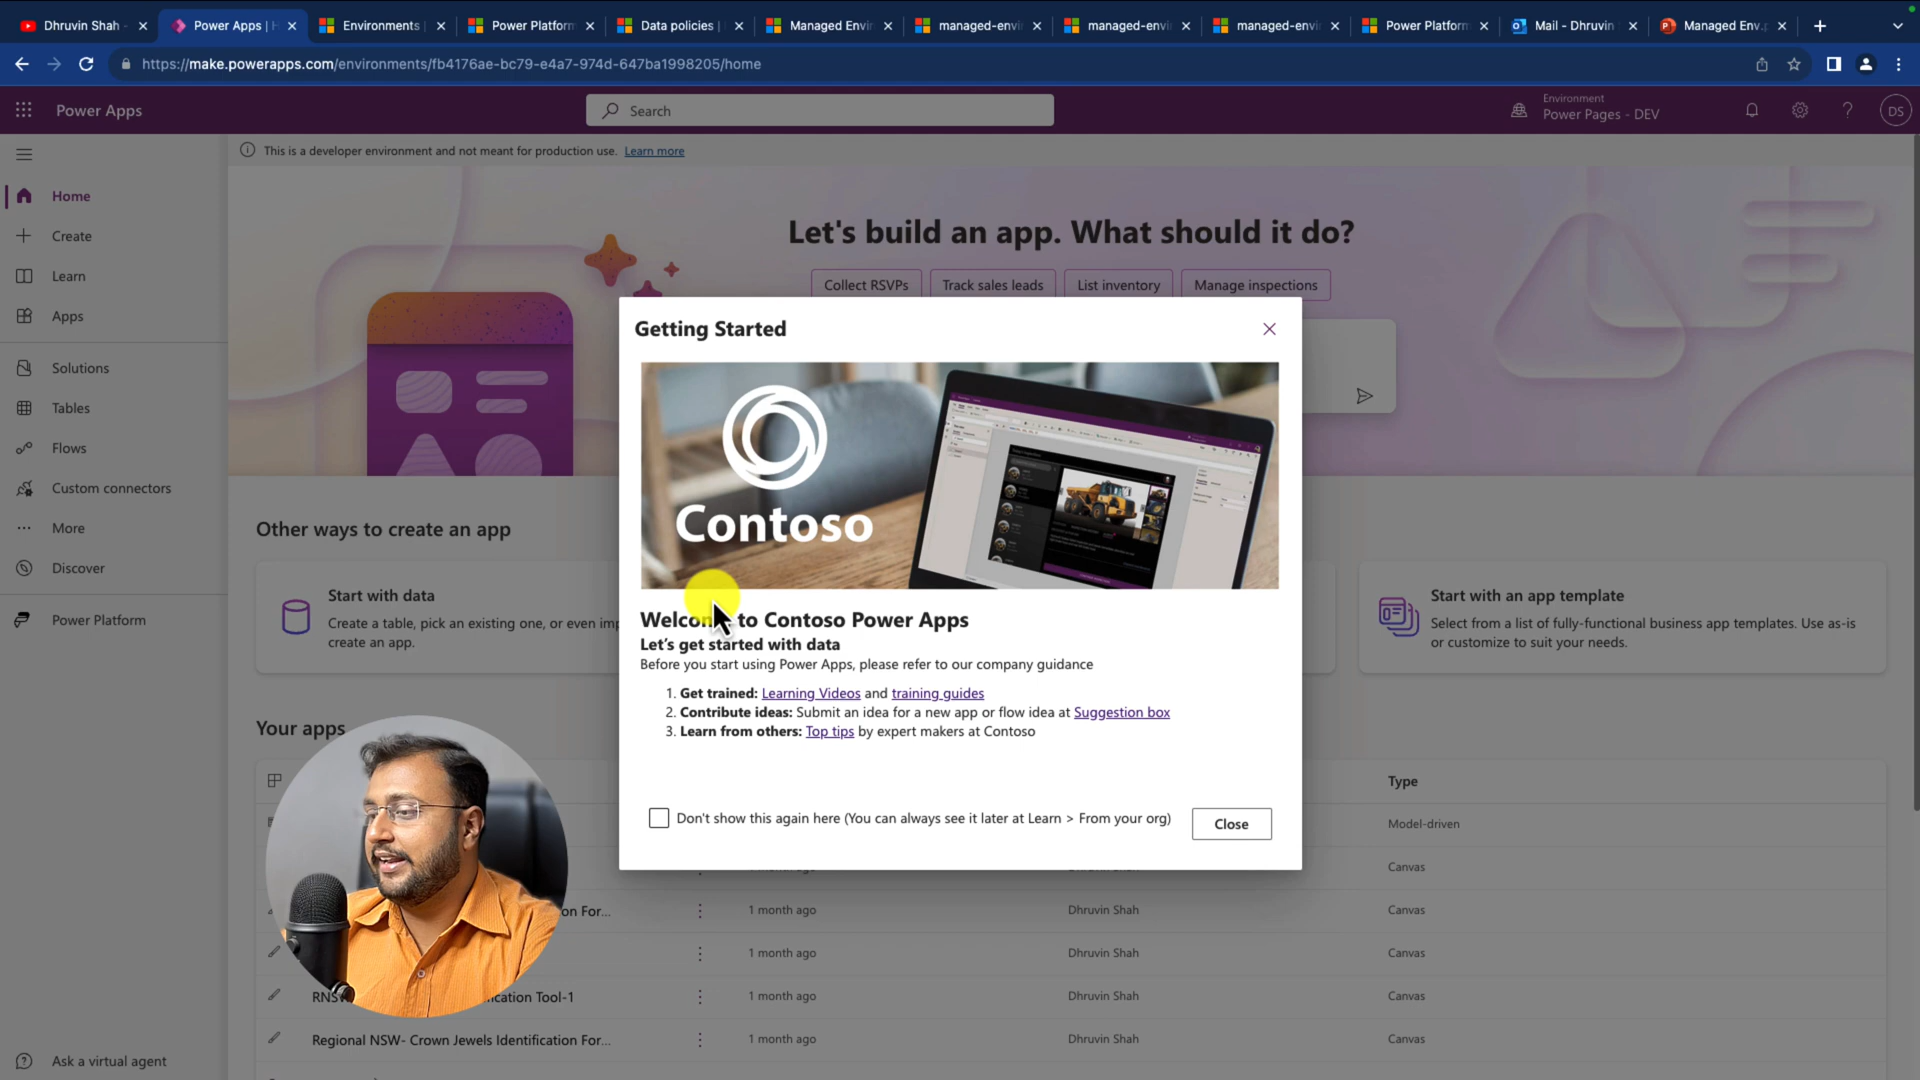 Dhruvin Shah -
Power Apps | H
Environments |
Power Platform
Data policies |
Managed Envir
managed-envi
managed-envi
managed-envi
Power Platform
Mail - Dhruvin
Managed Env.p
https://make.powerapps.com/environments/fb4176ae-bc79-e4a7-974d-647ba1998205/home
Power Apps
Search
Environment
Power Pages - DEV
DS
This is a developer environment and not meant for production use. Learn more
Home
Create
Learn
Apps
Solutions
Tables
Flows
Custom connectors
More
Discover
Power Platform
Ask a virtual agent
Let's build an app. What should it do?
Collect RSVPs
Track sales leads
List inventory
Manage inspections
Other ways to create an app
Start with data
Create a table, pick an existing one, or even imp
create an app.
Start with an app template
Select from a list of fully-functional business app templates. Use as-is
or customize to suit your needs.
Getting Started
Contoso
Welcome to Contoso Power Apps
Let's get started with data
Before you start using Power Apps, please refer to our company guidance
1. Get trained: Learning Videos and training guides
2. Contribute ideas: Submit an idea for a new app or flow idea at Suggestion box
3. Learn from others: Top tips by expert makers at Contoso
Don't show this again here (You can always see it later at Learn > From your org)
Close
Your apps
Type
Model-driven
Canvas
on For...
1 month ago
Dhruvin Shah
Canvas
1 month ago
Dhruvin Shah
Canvas
RNSW
ication Tool-1
1 month ago
Dhruvin Shah
Canvas
Regional NSW- Crown Jewels Identification For...
1 month ago
Dhruvin Shah
Canvas